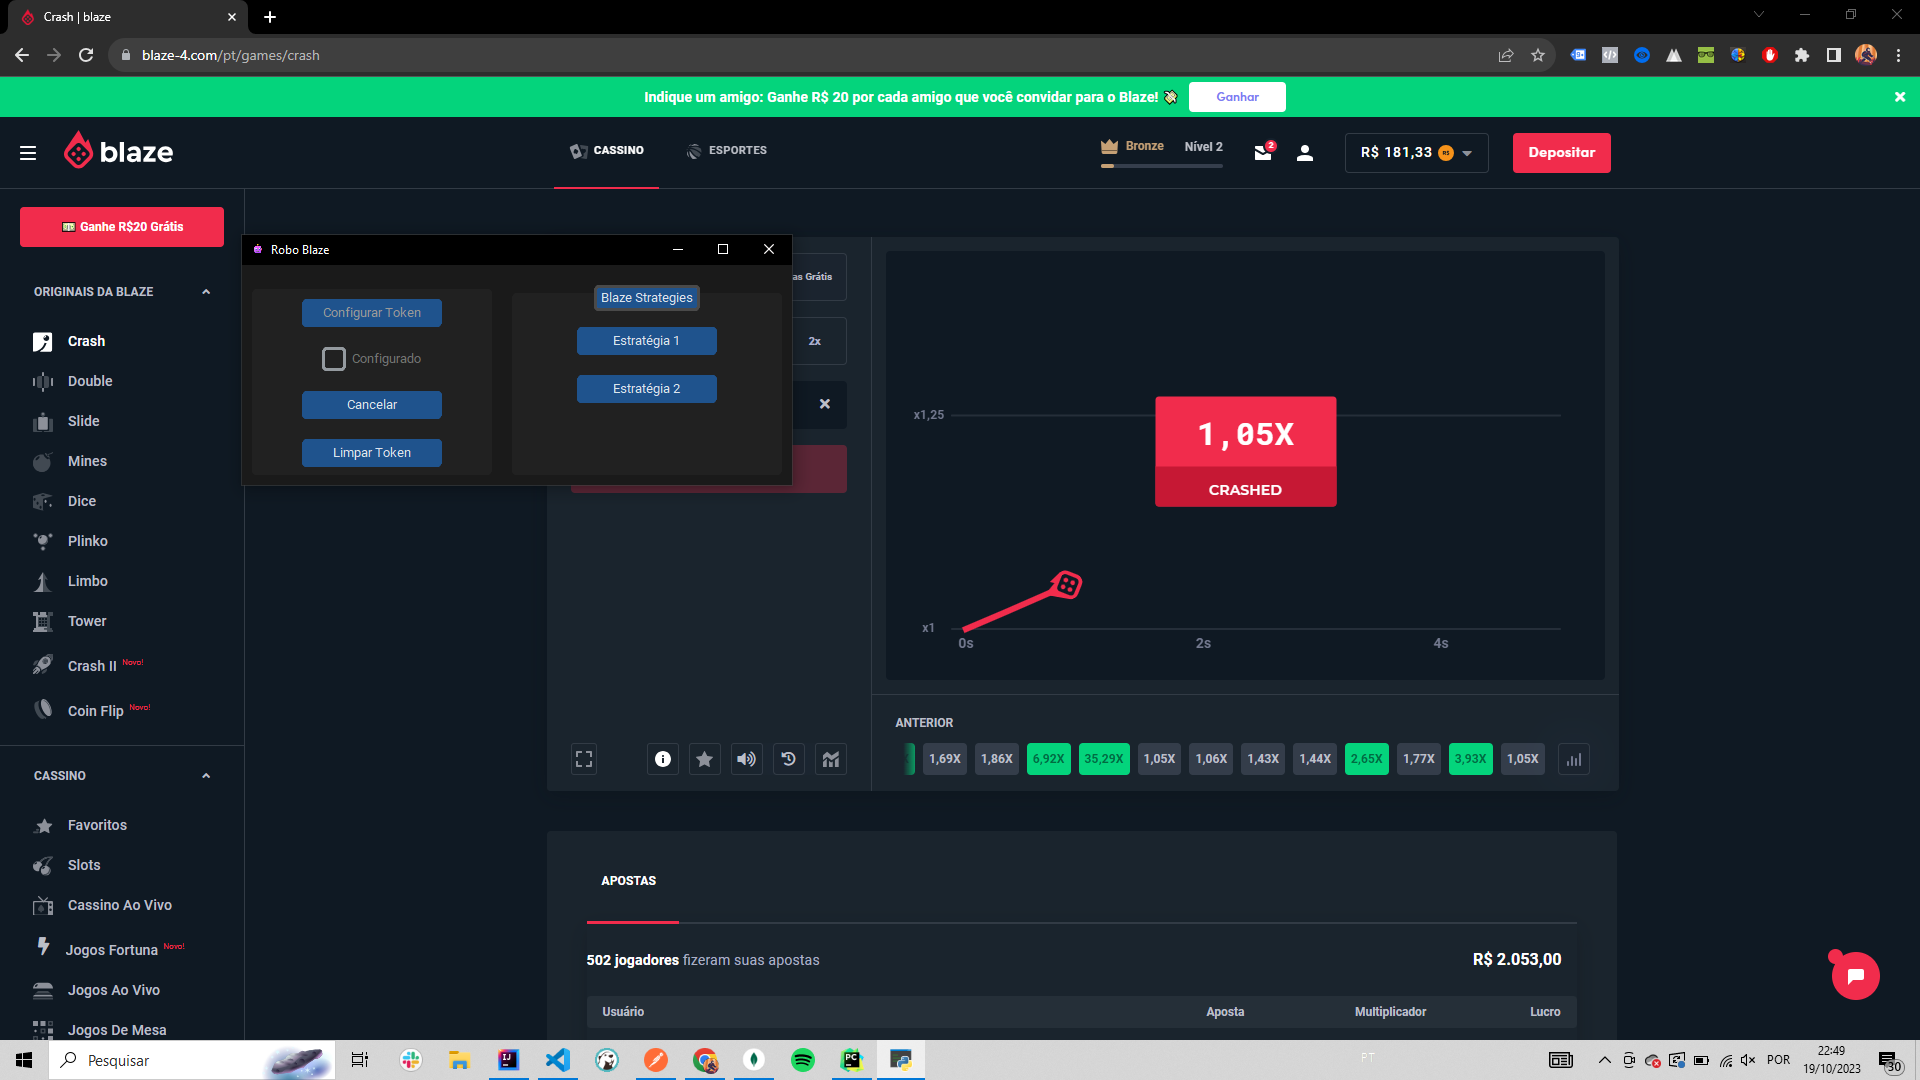 Crash | blaze
blaze-4.com/pt/games/crash
Indique um amigo: Ganhe R$ 20 por cada amigo que você convidar para o Blaze!
Ganhar
blaze
CASSINO
ESPORTES
Bronze
Nível 2
2
R$ 181,33
R$
Depositar
Ganhe R$20 Grátis
ORIGINAIS DA BLAZE
Crash
Double
Slide
Mines
Dice
Plinko
Limbo
Tower
Crash II Novo!
Coin Flip Novo!
CASSINO
Favoritos
Slots
Cassino Ao Vivo
Jogos Fortuna Novo!
Jogos Ao Vivo
Jogos De Mesa
Robo Blaze
Configurar Token
Configurado
Cancelar
Limpar Token
Blaze Strategies
Estratégia 1
Estratégia 2
as Grátis
2x
x1,25
1,05X
CRASHED
x1
0s
2s
4s
ANTERIOR
1,69X
1,86X
6,92X
35,29X
1,05X
1,06X
1,43X
1,44X
2,65X
1,77X
3,93X
1,05X
APOSTAS
502 jogadores fizeram suas apostas
R$ 2.053,00
Usuário
Aposta
Multiplicador
Lucro
Pesquisar
IJ
PC
PT
POR
22:49
19/10/2023
30